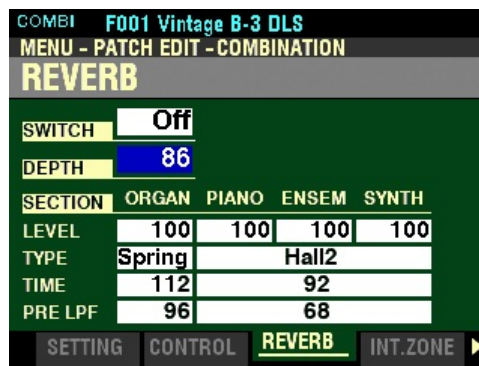 COMBI F001 Vintage B-3 DLS
MENU - PATCH EDIT - COMBINATION
REVERB
SWITCH Off
DEPTH 86
SECTION ORGAN PIANO ENSEM SYNTH
LEVEL 100 100 100 100
TYPE Spring Hall2
TIME 112 92
PRE LPF 96 68
SETTING CONTROL REVERB INT.ZONE